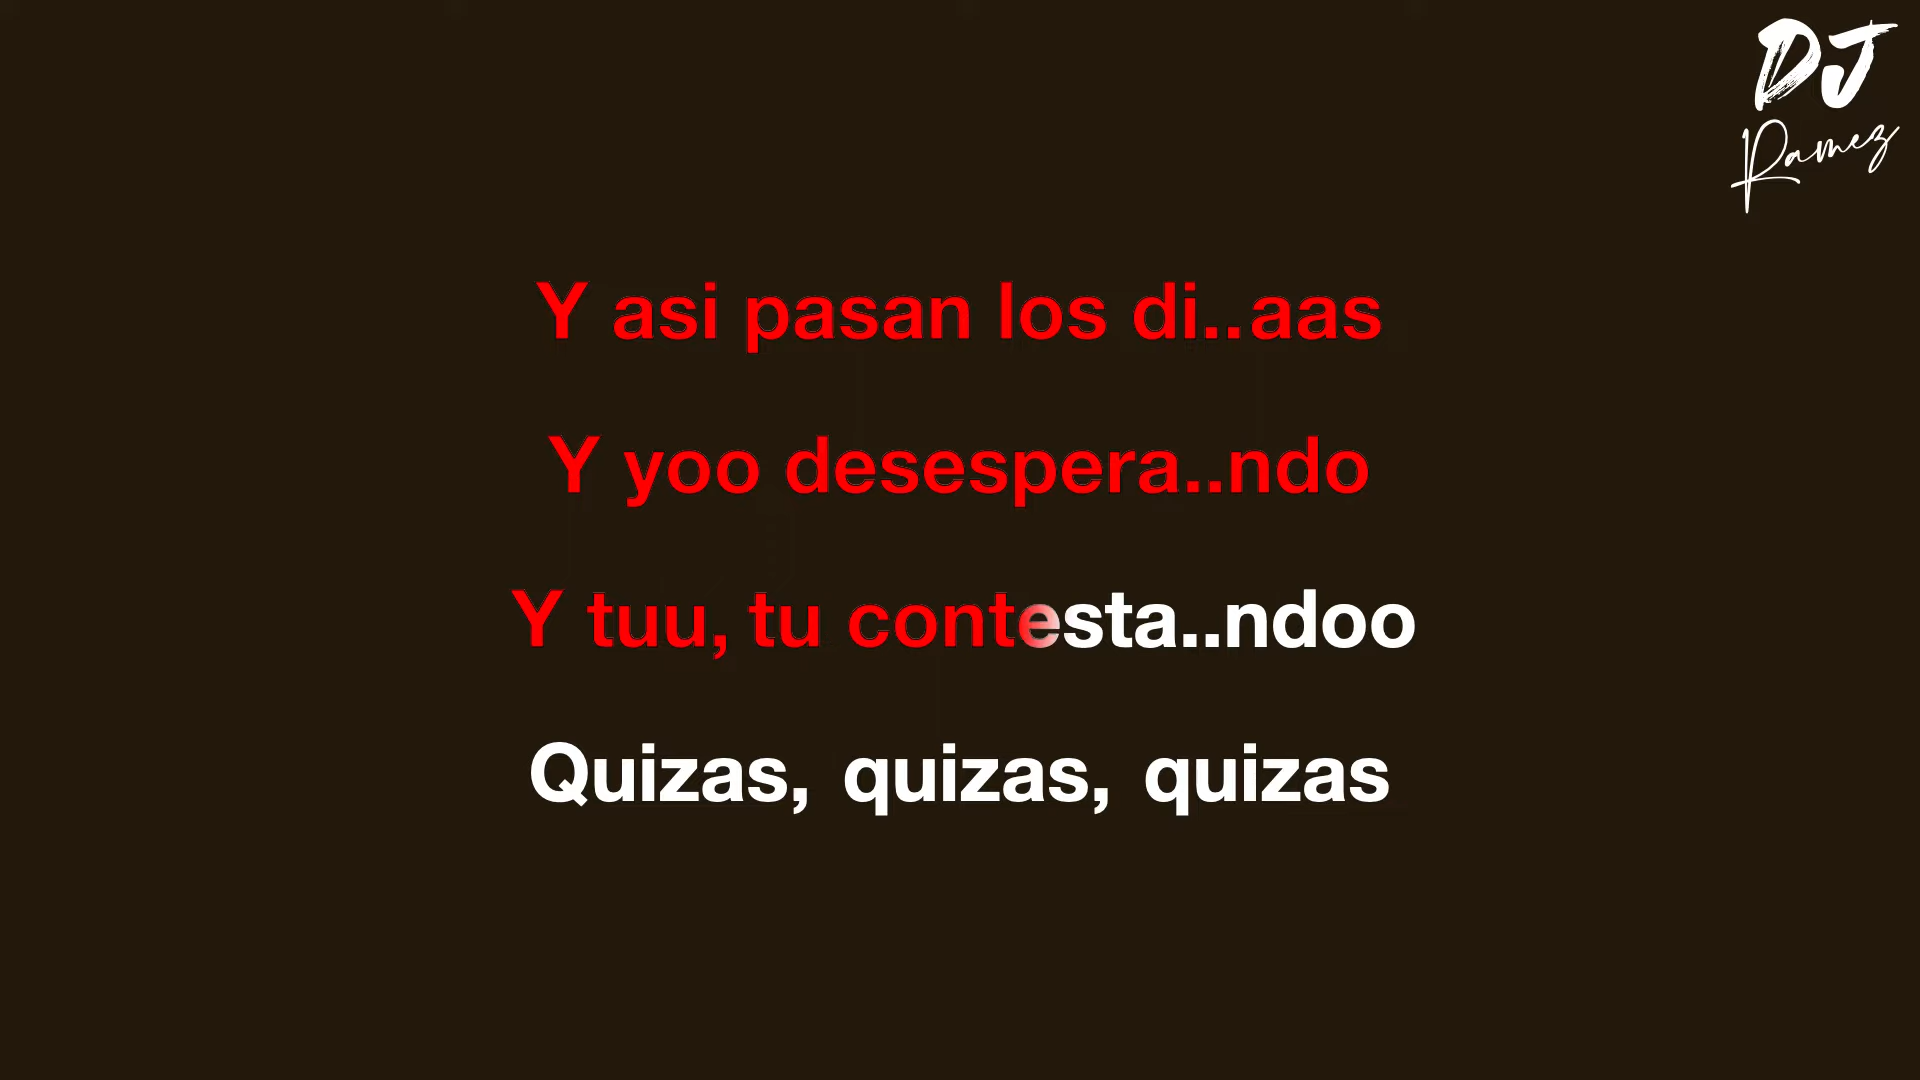 DJ
Ramez
Y asi pasan los di..aas
Y yoo desespera..ndo
Y tuu, tu contesta..ndoo
Quizas, quizas, quizas